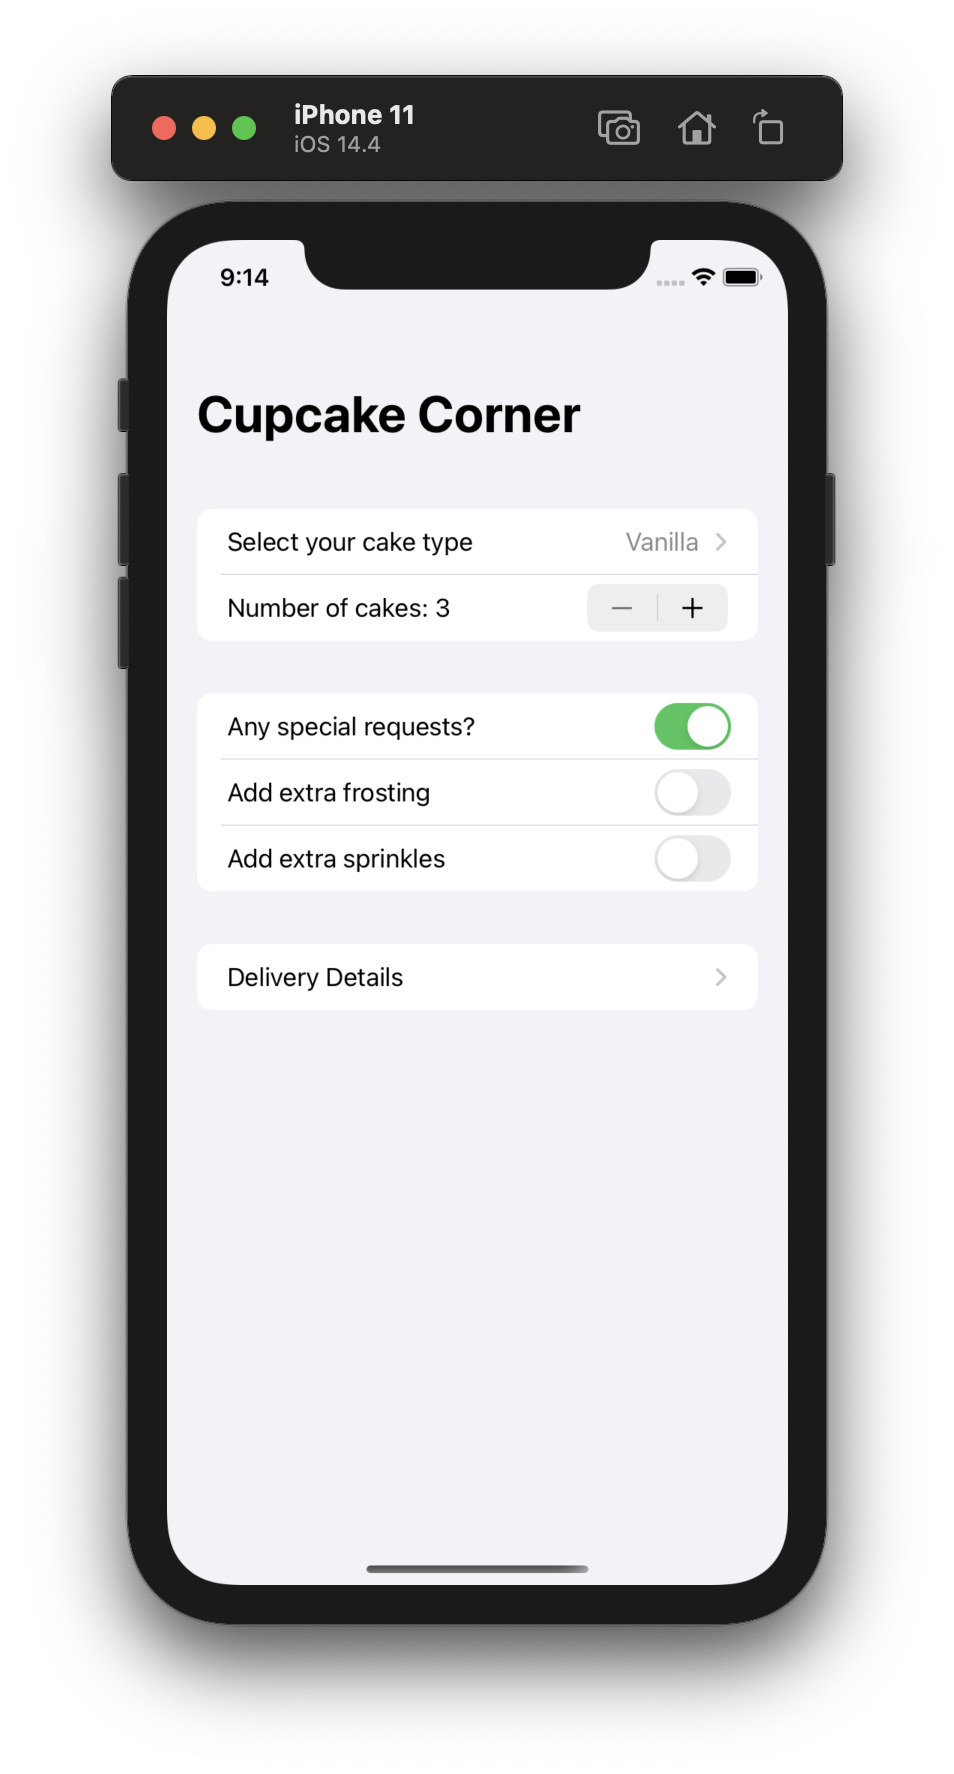 iPhone 11
iOS 14.4
9:14
Cupcake Corner
Select your cake type Vanilla
Number of cakes: 3
Any special requests?
Add extra frosting
Add extra sprinkles
Delivery Details